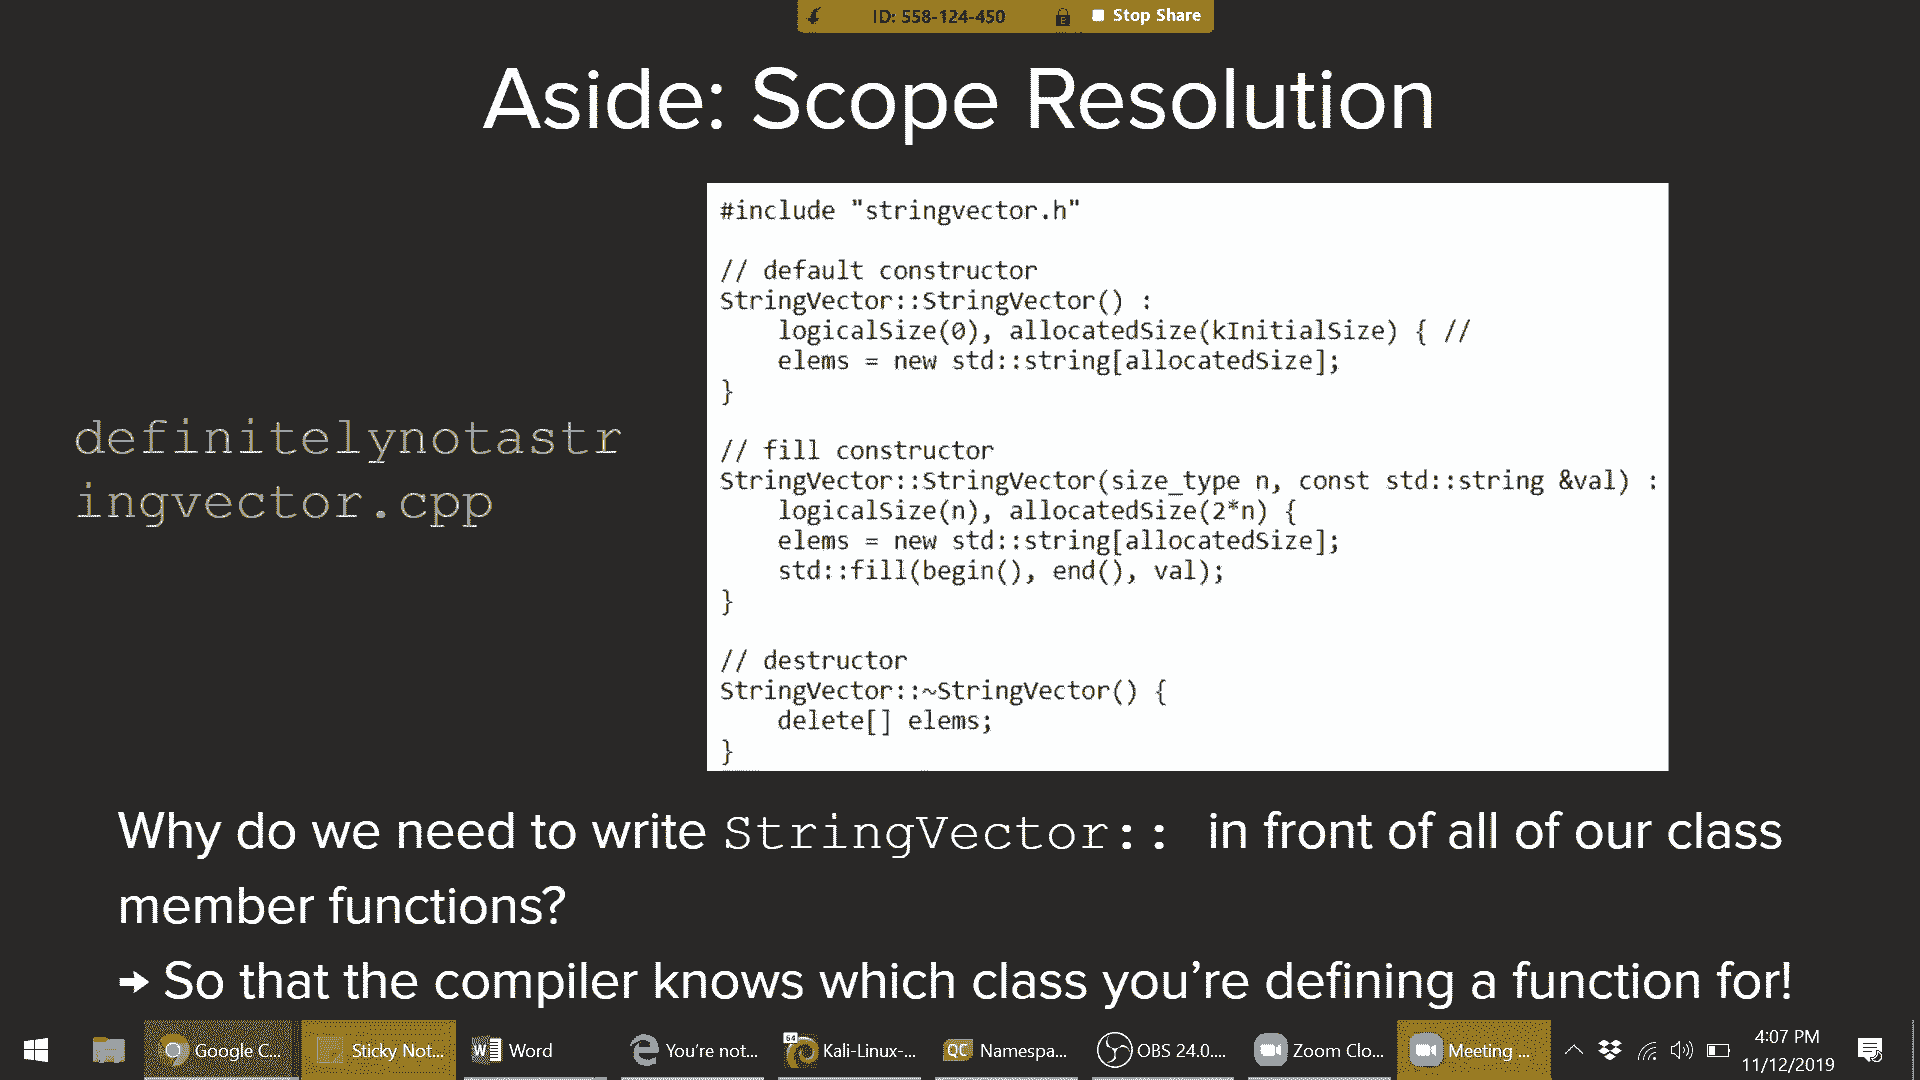 ID: 558-124-450 Stop Share
Aside: Scope Resolution
#include "stringvector.h"
// default constructor
StringVector::StringVector() :
logicalSize(0), allocatedSize(kInitialSize) { //
elems = new std::string[allocatedSize];
}
// fill constructor
StringVector::StringVector(size_type n, const std::string &val) :
logicalSize(n), allocatedSize(2*n) {
elems = new std::string[allocatedSize];
std::fill(begin(), end(), val);
}
// destructor
StringVector::~StringVector() {
delete[] elems;
}
definitelynotastr
ingvector.cpp
Why do we need to write StringVector:: in front of all of our class
member functions?
➡ So that the compiler knows which class you’re defining a function for!
Google C... Sticky Not... Word You’re not... 64 Kali-Linux-... QC Namespa... OBS 24.0.... Zoom Clo... Meeting ...
4:07 PM
11/12/2019